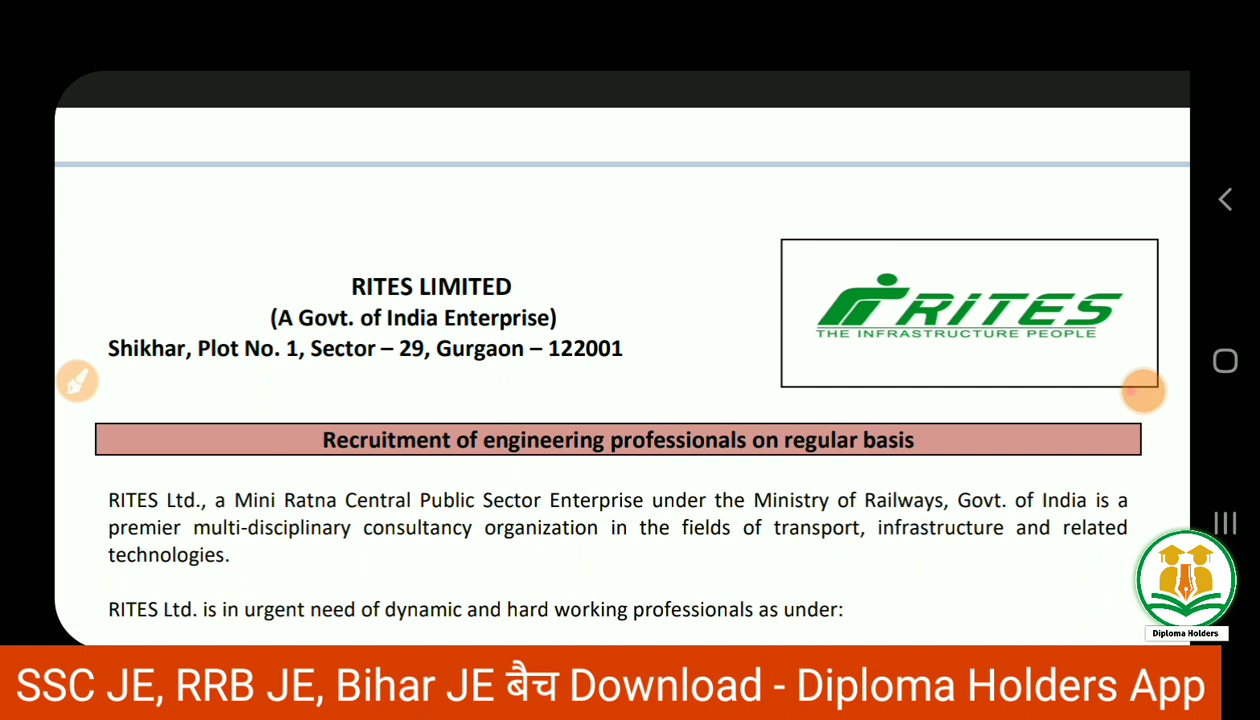 RITES LIMITED
(A Govt. of India Enterprise)
Shikhar, Plot No. 1, Sector – 29, Gurgaon – 122001
RITES
THE INFRASTRUCTURE PEOPLE
Recruitment of engineering professionals on regular basis
RITES Ltd., a Mini Ratna Central Public Sector Enterprise under the Ministry of Railways, Govt. of India is a
premier multi-disciplinary consultancy organization in the fields of transport, infrastructure and related
technologies.
RITES Ltd. is in urgent need of dynamic and hard working professionals as under:
Diploma Holders
SSC JE, RRB JE, Bihar JE बैच Download - Diploma Holders App